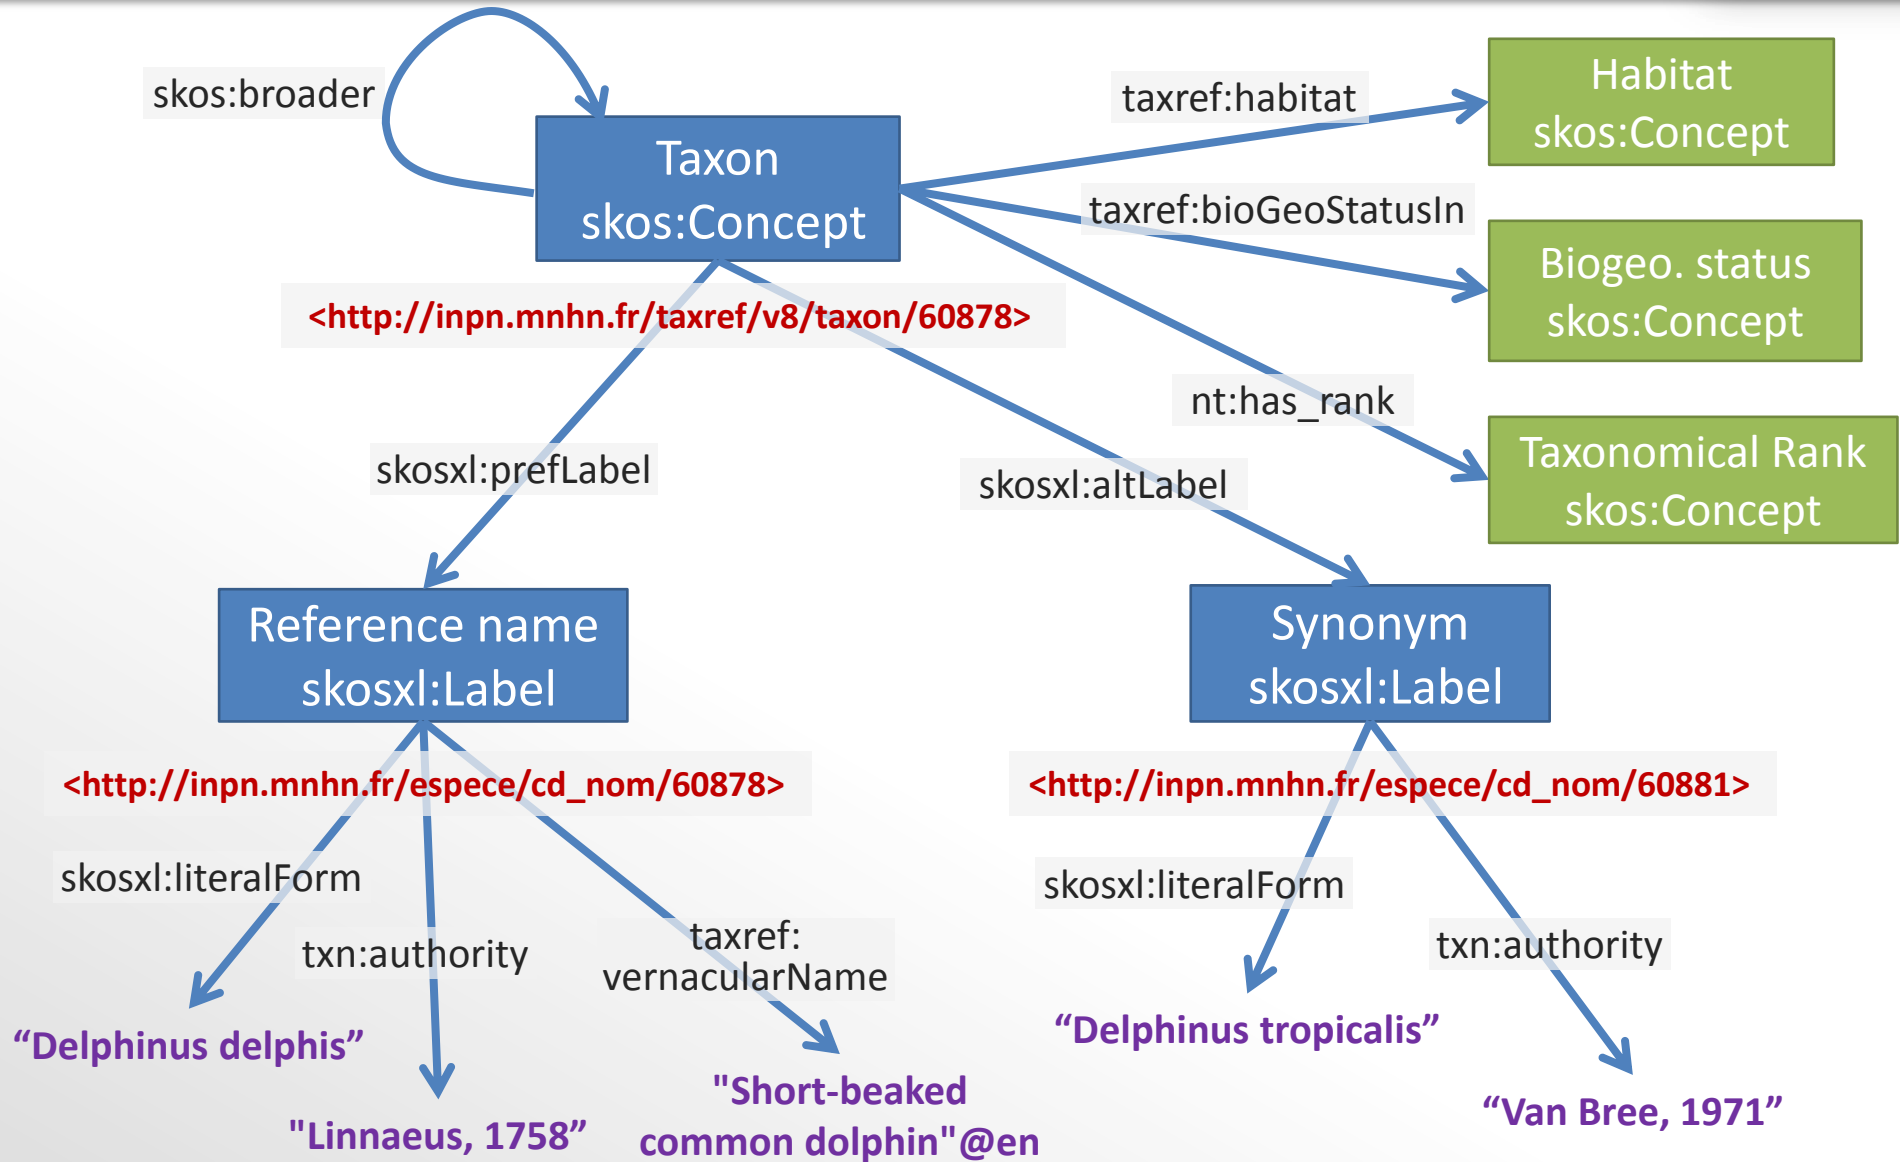 skos:broader
Taxon
skos:Concept
taxref:habitat
Habitat
skos:Concept
taxref:bioGeoStatusIn
Biogeo. status
skos:Concept
<http://inpn.mnhn.fr/taxref/v8/taxon/60878>
nt:has_rank
Taxonomical Rank
skos:Concept
skosxl:prefLabel
skosxl:altLabel
Reference name
skosxl:Label
Synonym
skosxl:Label
<http://inpn.mnhn.fr/espece/cd_nom/60878>
<http://inpn.mnhn.fr/espece/cd_nom/60881>
skosxl:literalForm
txn:authority
taxref:
vernacularName
skosxl:literalForm
txn:authority
“Delphinus delphis”
"Linnaeus, 1758”
"Short-beaked
common dolphin"@en
“Delphinus tropicalis”
“Van Bree, 1971”